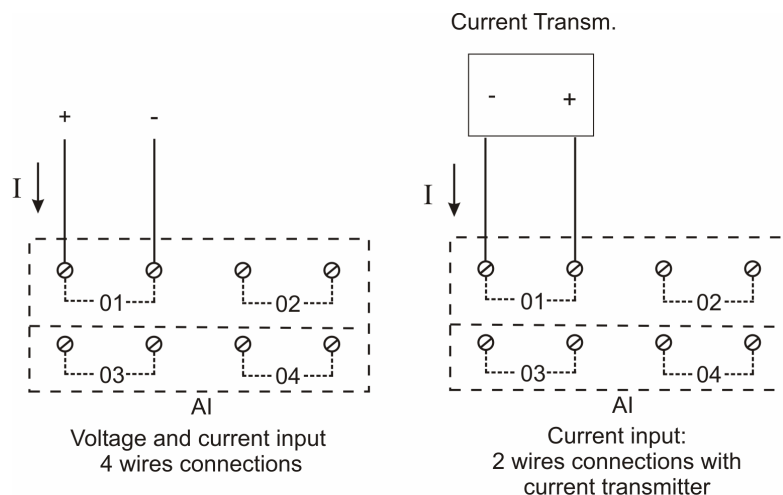 Current Transm.
- +
+ -
I
I
01 02
03 04
AI
01 02
03 04
AI
Voltage and current input
4 wires connections
Current input:
2 wires connections with
current transmitter